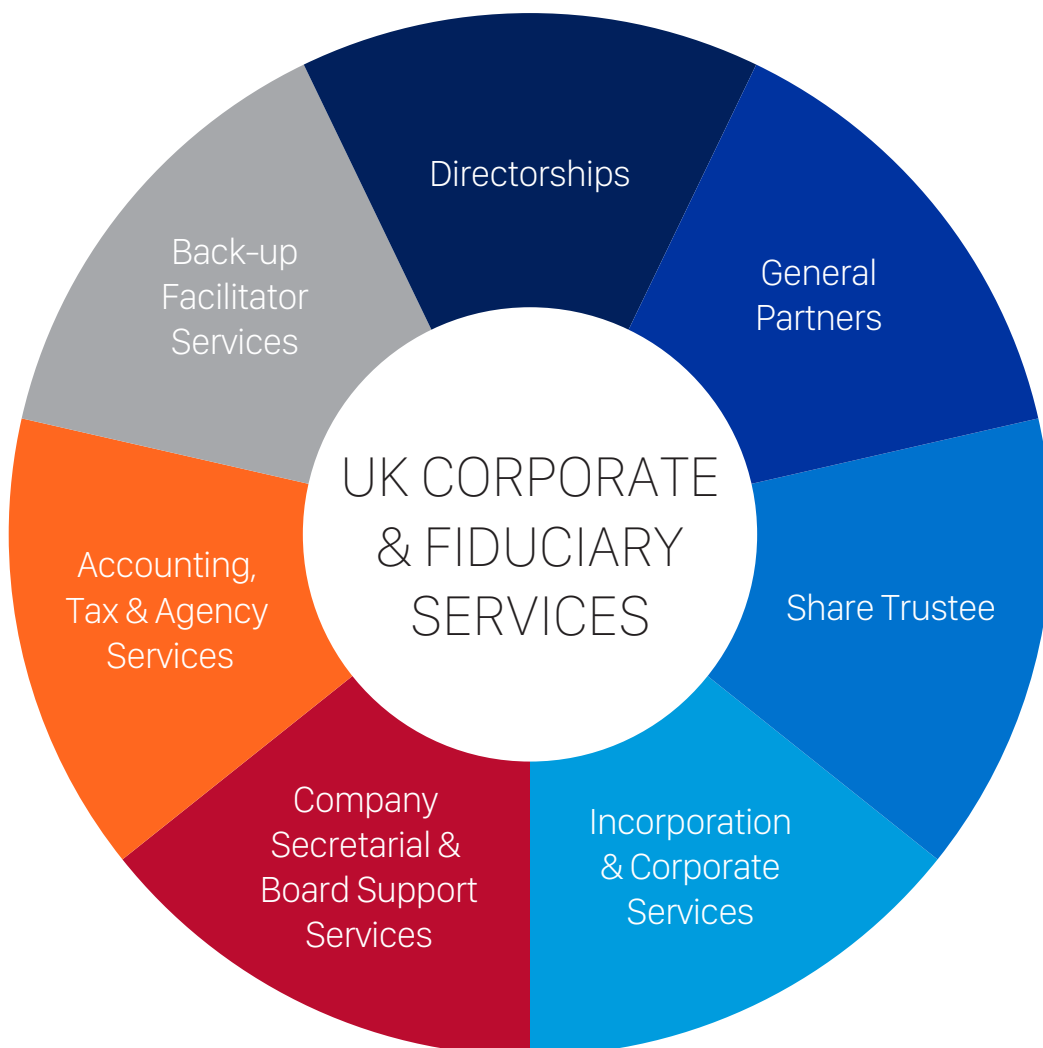 Directorships
General
Partners
Share Trustee
Incorporation
& Corporate
Services
Company
Secretarial &
Board Support
Services
Accounting,
Tax & Agency
Services
Back-up
Facilitator
Services
UK CORPORATE
& FIDUCIARY
SERVICES